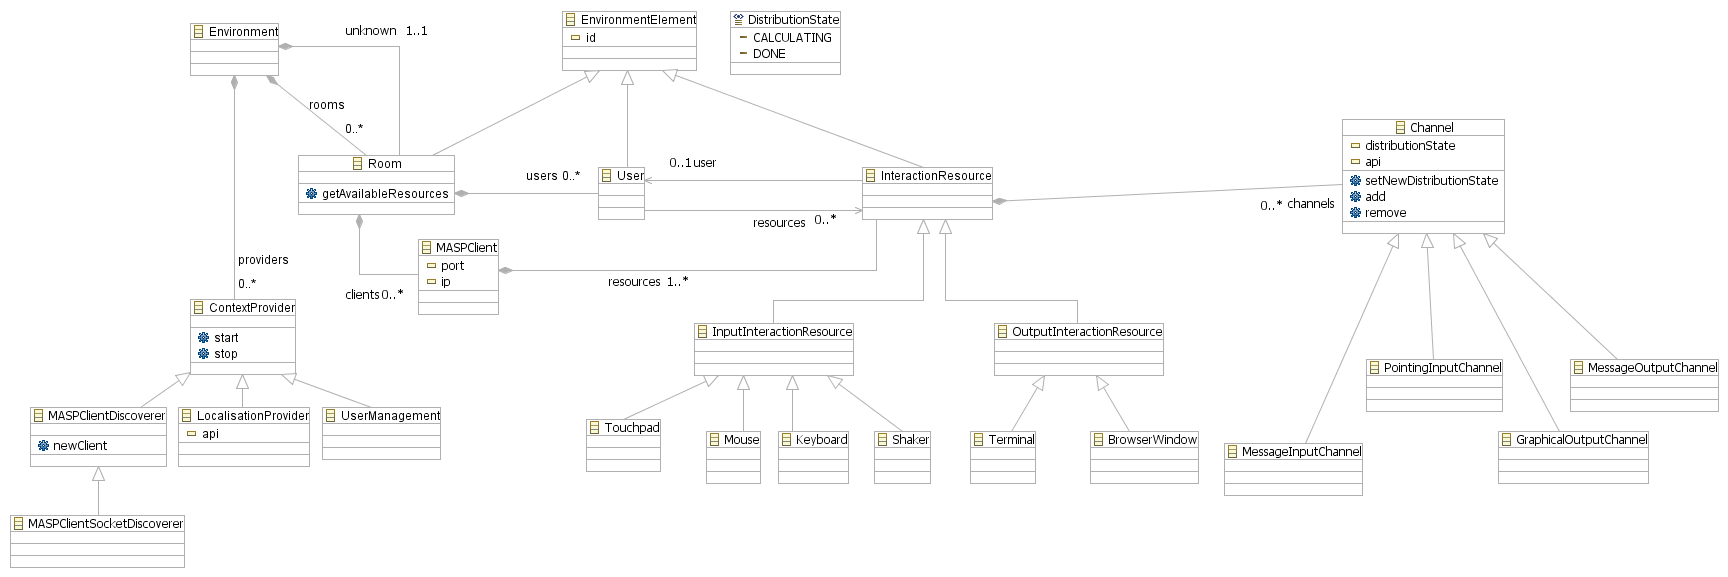 Environment
unknown 1..1
EnvironmentElement
id
DistributionState
CALCULATING
DONE
rooms
0..*
Room
getAvailableResources
users 0..*
User
0..1 user
InteractionResource
resources 0..*
0..* channels
Channel
distributionState
api
setNewDistributionState
add
remove
MASPClient
port
ip
clients 0..*
resources 1..*
providers
0..*
ContextProvider
start
stop
InputInteractionResource
OutputInteractionResource
PointingInputChannel
MessageOutputChannel
MASPClientDiscoverer
newClient
LocalisationProvider
api
UserManagement
Touchpad
Mouse
Keyboard
Shaker
Terminal
BrowserWindow
MessageInputChannel
GraphicalOutputChannel
MASPClientSocketDiscoverer